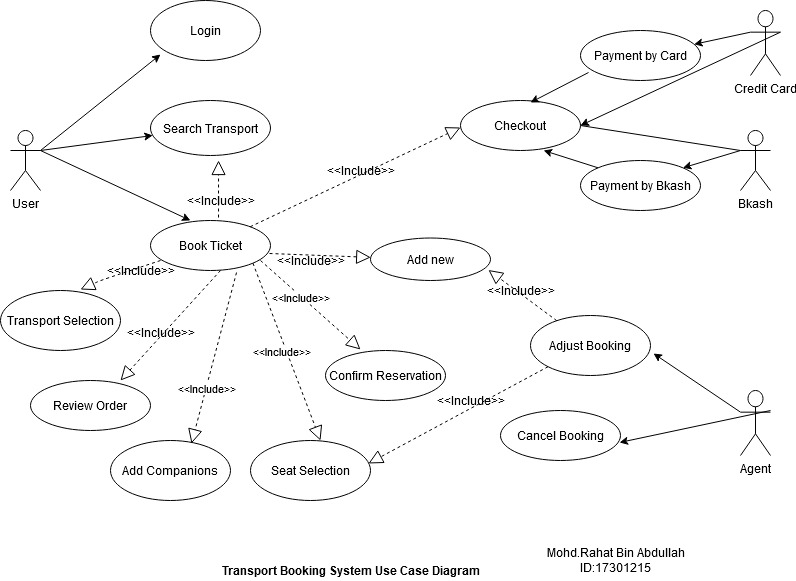 Login
Payment by Card
Credit Card
Search Transport
Checkout
<<Include>>
User
Payment by Bkash
Bkash
<<Include>>
Book Ticket
<<Include>>
<<Include>>
Add new
<<Include>>
<<Include>>
Transport Selection
<<Include>>
Adjust Booking
<<Include>>
Confirm Reservation
<<Include>>
<<Include>>
Review Order
Cancel Booking
Add Companions
Seat Selection
Agent
Mohd.Rahat Bin Abdullah
ID:17301215
Transport Booking System Use Case Diagram